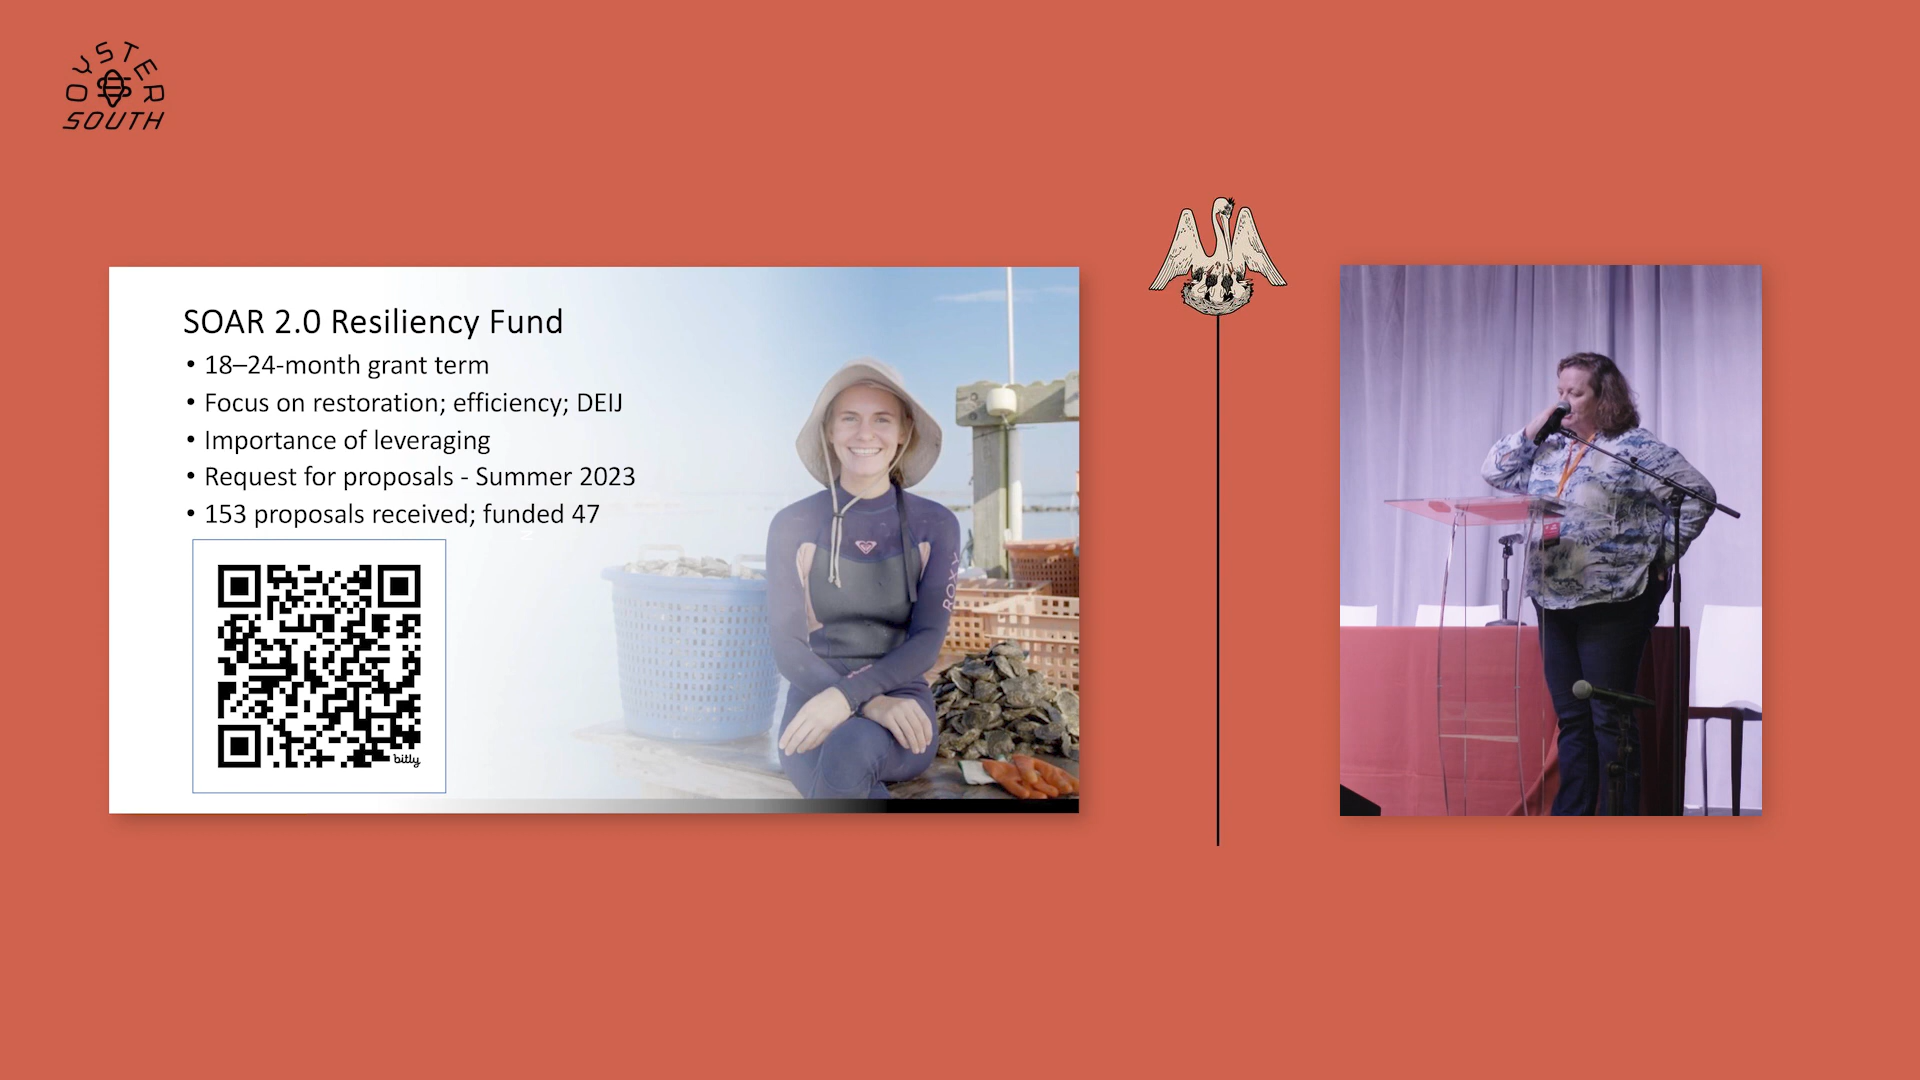 OYSTER
SOUTH
SOAR 2.0 Resiliency Fund
• 18–24-month grant term
• Focus on restoration; efficiency; DEIJ
• Importance of leveraging
• Request for proposals - Summer 2023
• 153 proposals received; funded 47
ROXY
bitly